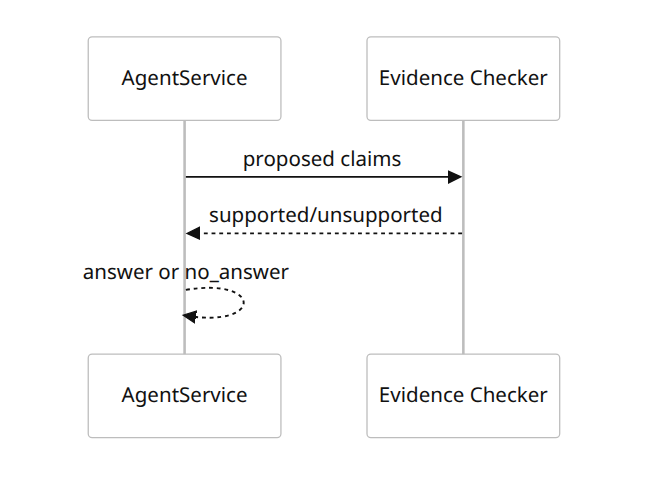 AgentService
Evidence Checker
proposed claims
supported/unsupported
answer or no_answer
AgentService
Evidence Checker